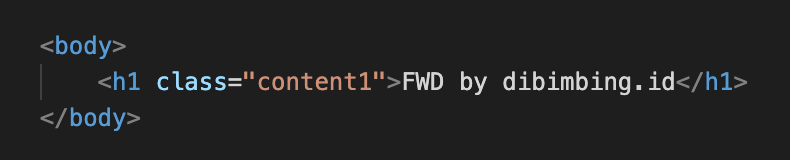 <body>
<h1 class="content1">FWD by dibimbing.id</h1>
</body>